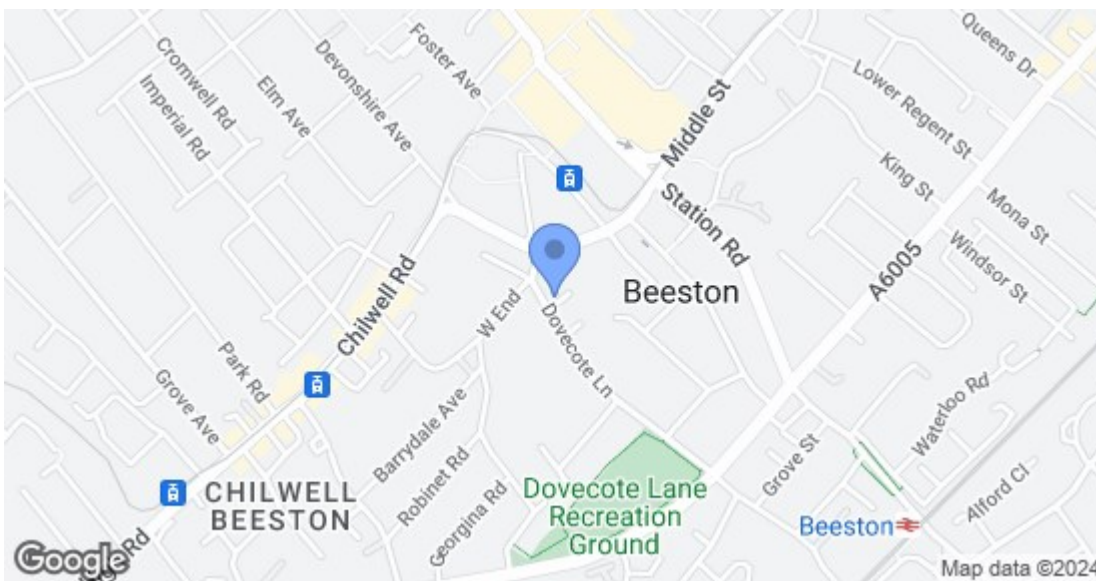 Foster Ave
Queens Dr
Cromwell Rd
Devonshire Ave
Lower Regent St
Imperial Rd
Elm Ave
Middle St
King St
Mona St
Station Rd
Windsor St
A6005
Chilwell Rd
W End
Beeston
Dovecote Ln
Park Rd
Grove Ave
Waterloo Rd
Barrydale Ave
Grove St
Robinet Rd
CHILWELL
BEESTON
Georgina Rd
Dovecote Lane
Recreation
Ground
Alford Cl
Beeston
Rd
Google
Map data ©2024